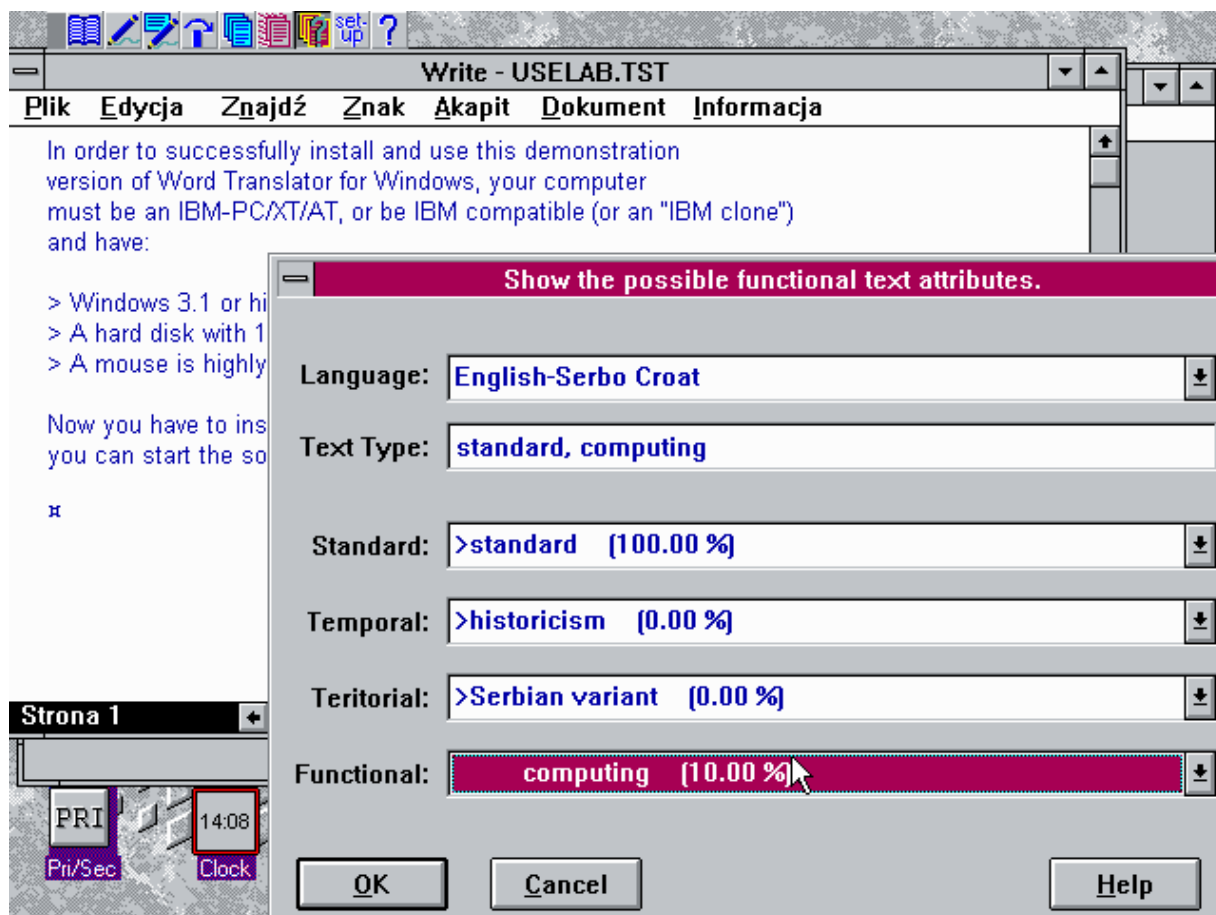 set-
up ?
Write - USELAB.TST
Plik Edycja Znajdź Znak Akapit Dokument Informacja
In order to successfully install and use this demonstration
version of Word Translator for Windows, your computer
must be an IBM-PC/XT/AT, or be IBM compatible (or an "IBM clone")
and have:
> Windows 3.1 or hi
> A hard disk with 1
> A mouse is highly
Now you have to ins
you can start the so
¤
Strona 1
Show the possible functional text attributes.
Language: English-Serbo Croat
Text Type: standard, computing
Standard: >standard (100.00 %)
Temporal: >historicism (0.00 %)
Teritorial: >Serbian variant (0.00 %)
Functional: computing (10.00 %)
OK Cancel Help
PRI 14:08
Pri/Sec Clock